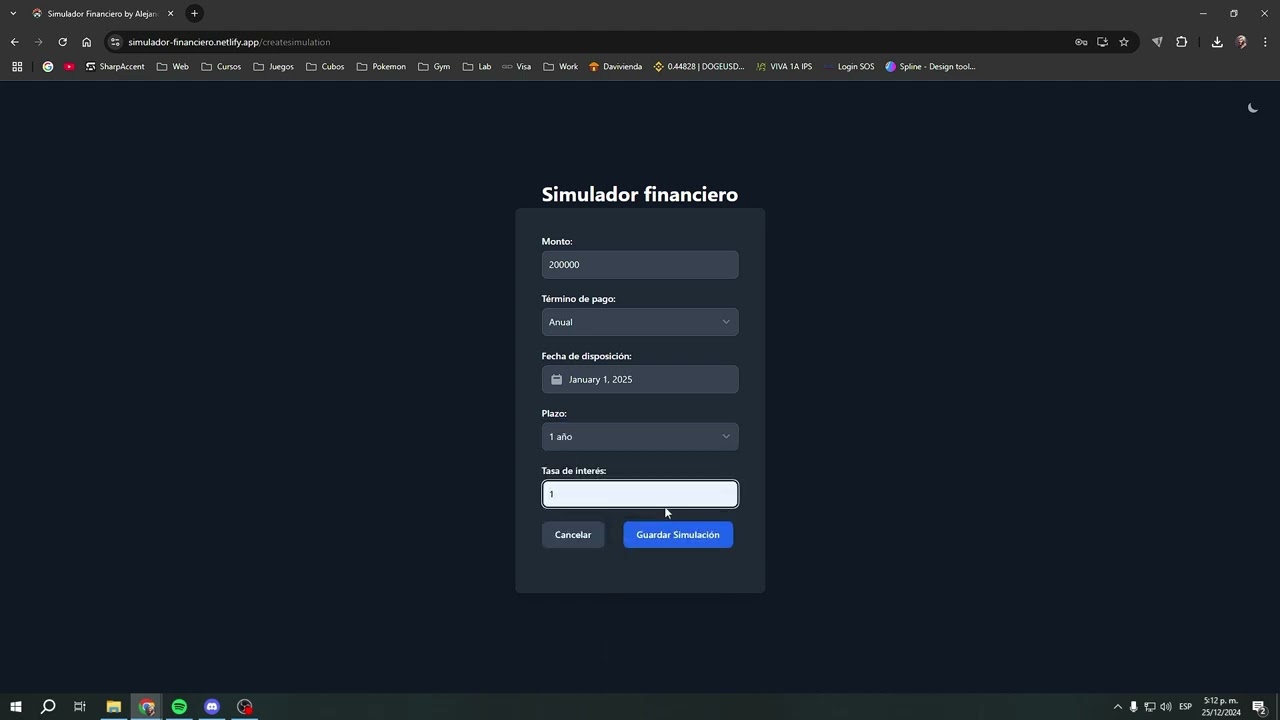 Simulador Financiero by Alejan
simulador-financiero.netlify.app/createsimulation
SharpAccent
Web
Cursos
Juegos
Cubos
Pokemon
Gym
Lab
Visa
Work
Davivienda
0.44828 | DOGEUSD...
VIVA 1A IPS
Login SOS
Spline - Design tool...
Simulador financiero
Monto:
200000
Término de pago:
Anual
Fecha de disposición:
January 1, 2025
Plazo:
1 año
Tasa de interés:
1
Cancelar
Guardar Simulación
ESP
5:12 p. m.
25/12/2024
2